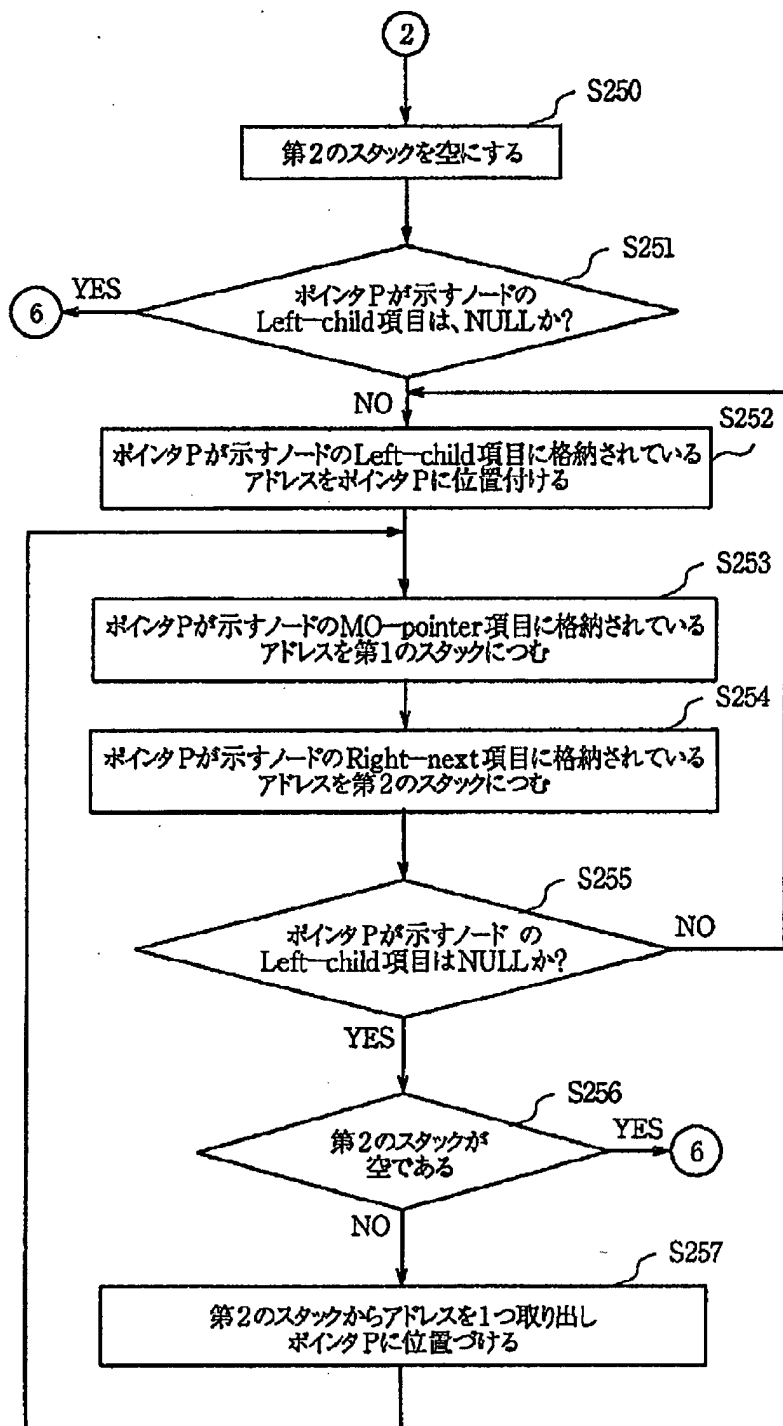 2
S250
第2のスタックを空にする
S251
ポインタPが示すノードの
Left-child項目は、NULLか?
YES
6
NO
S252
ポインタPが示すノードのLeft-child項目に格納されている
アドレスをポインタPに位置付ける
S253
ポインタPが示すノードのMO-pointer項目に格納されている
アドレスを第1のスタックにつむ
S254
ポインタPが示すノードのRight-next項目に格納されている
アドレスを第2のスタックにつむ
S255
ポインタPが示すノード の
Left-child項目はNULLか?
NO
YES
S256
第2のスタックが
空である
YES
6
NO
S257
第2のスタックからアドレスを1つ取り出し
ポインタPに位置づける